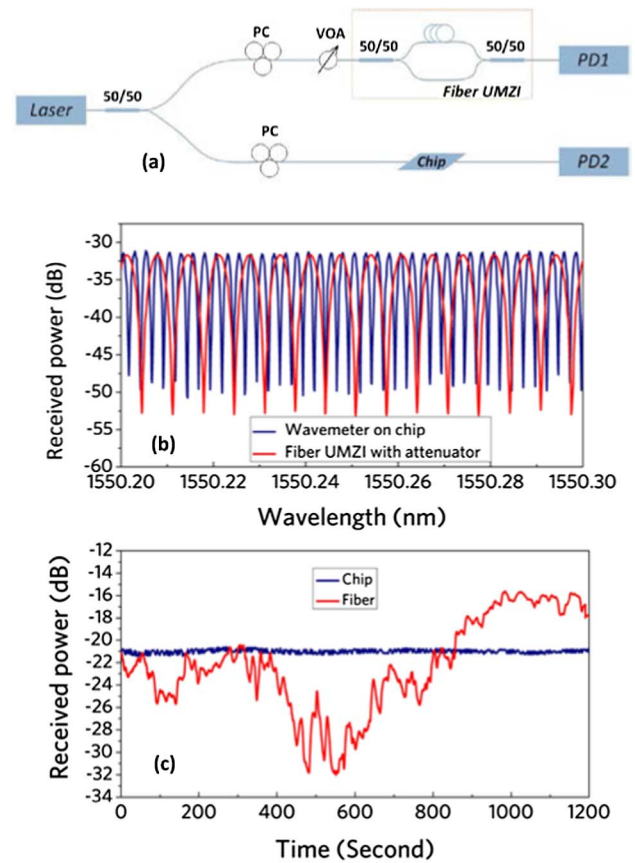 PC
VOA
50/50
50/50
PD1
Fiber UMZI
Laser
50/50
PC
(a)
Chip
PD2
Received power (dB)
-30
-35
-40
-45
-50
-55
-60
(b)
Wavemeter on chip
Fiber UMZI with attenuator
1550.20 1550.22 1550.24 1550.26 1550.28 1550.30
Wavelength (nm)
Received power (dB)
-12
-14
-16
-18
-20
-22
-24
-26
-28
-30
-32
-34
Chip
Fiber
(c)
0 200 400 600 800 1000 1200
Time (Second)